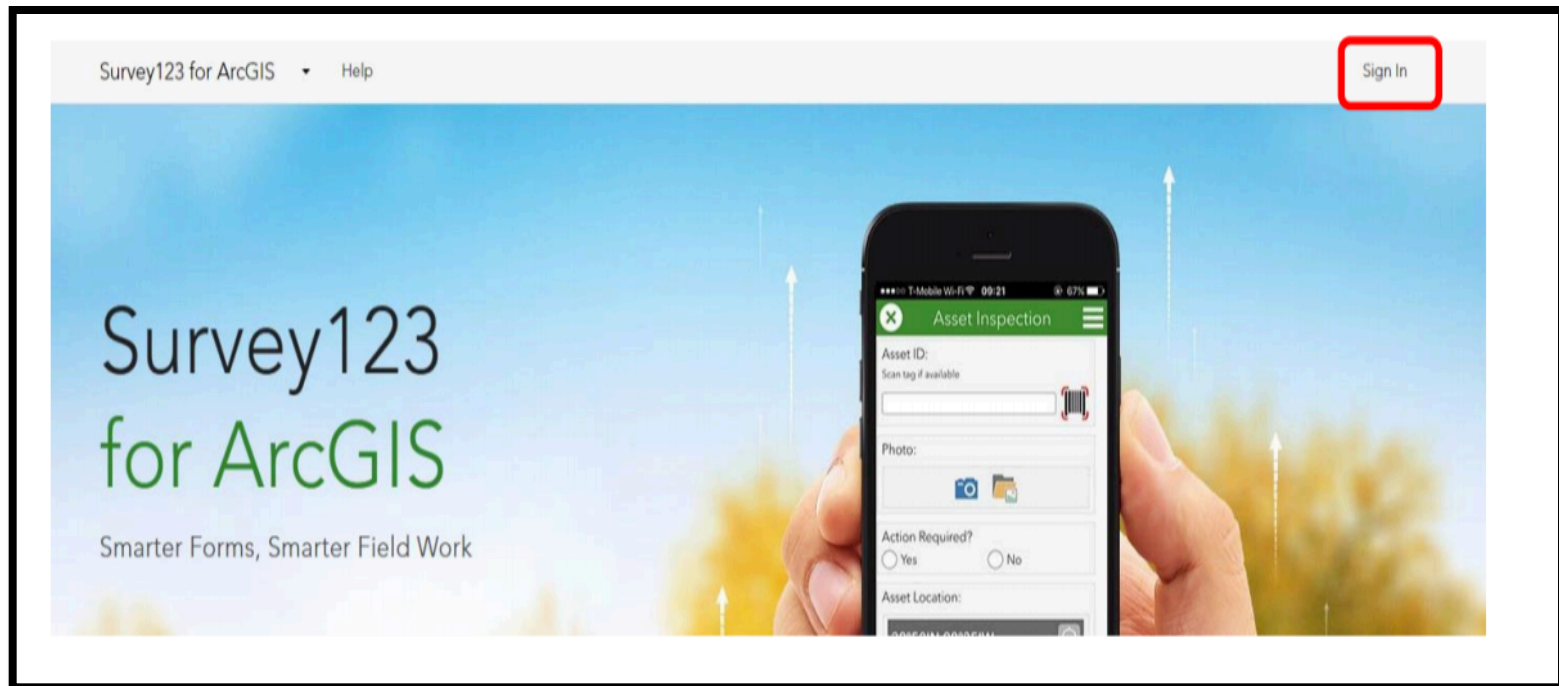 Survey123 for ArcGIS Help Sign In
Survey123
for ArcGIS
Smarter Forms, Smarter Field Work
T-Mobile Wi-Fi 09:21 67%
Asset Inspection
Asset ID:
Scan tag if available
Photo:
Action Required?
Yes No
Asset Location: